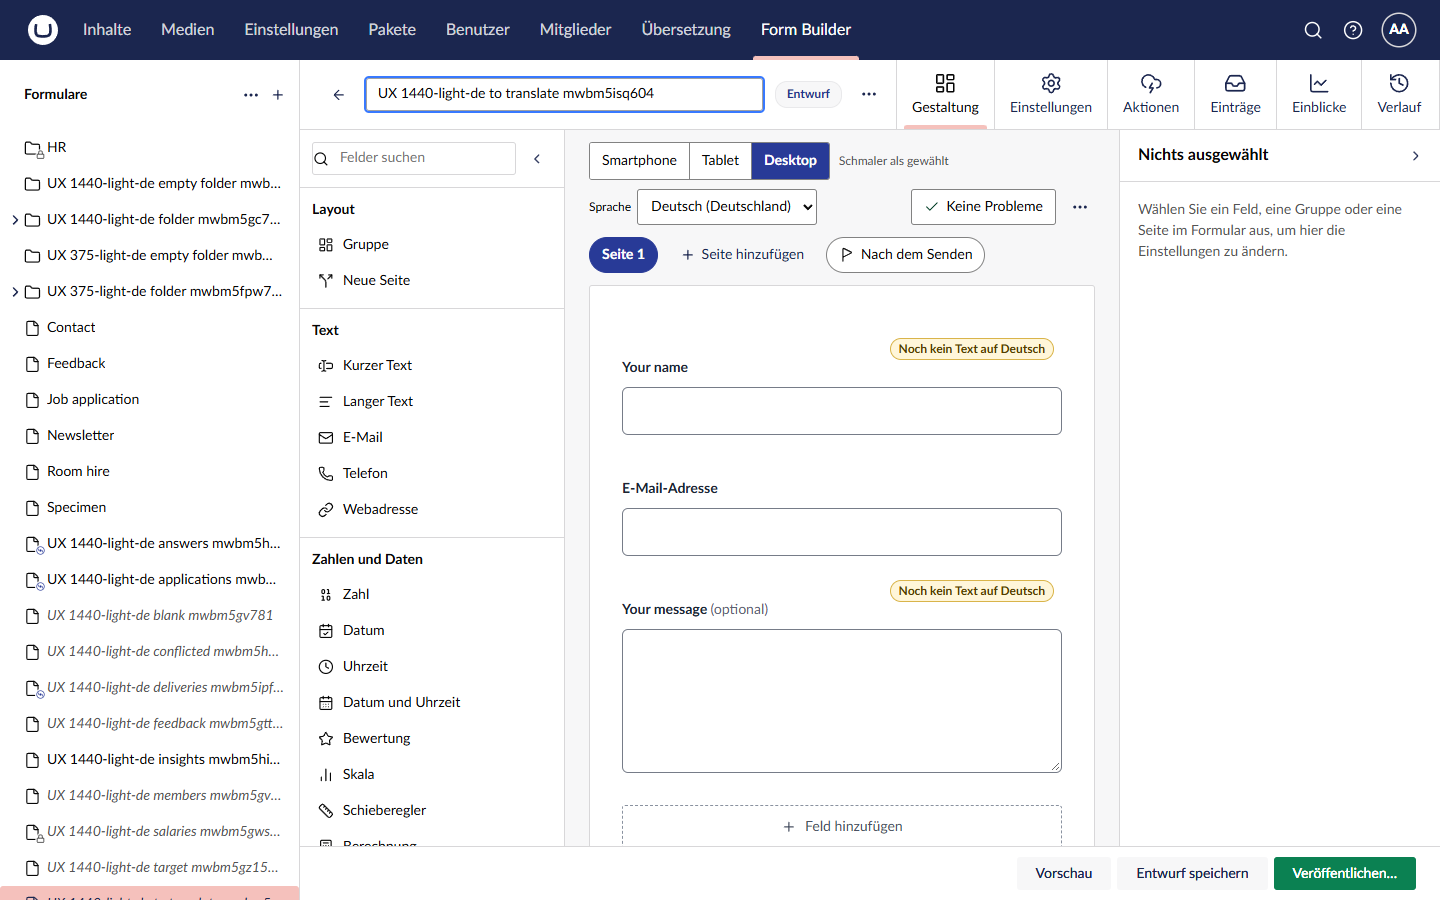 Inhalte
Medien
Einstellungen
Pakete
Benutzer
Mitglieder
Übersetzung
Form Builder
AA
Formulare
HR
UX 1440-light-de empty folder mwb...
UX 1440-light-de folder mwbm5gc7...
UX 375-light-de empty folder mwb...
UX 375-light-de folder mwbm5fpw7...
Contact
Feedback
Job application
Newsletter
Room hire
Specimen
UX 1440-light-de answers mwbm5h...
UX 1440-light-de applications mwb...
UX 1440-light-de blank mwbm5gv781
UX 1440-light-de conflicted mwbm5h...
UX 1440-light-de deliveries mwbm5ipf...
UX 1440-light-de feedback mwbm5gtt...
UX 1440-light-de insights mwbm5hi...
UX 1440-light-de members mwbm5gv...
UX 1440-light-de salaries mwbm5gws...
UX 1440-light-de target mwbm5gz15...
UX 1440-light-de to translate mwbm5isq604
Entwurf
Gestaltung
Einstellungen
Aktionen
Einträge
Einblicke
Verlauf
Felder suchen
Layout
Gruppe
Neue Seite
Text
Kurzer Text
Langer Text
E-Mail
Telefon
Webadresse
Zahlen und Daten
Zahl
Datum
Uhrzeit
Datum und Uhrzeit
Bewertung
Skala
Schieberegler
Berechnung
Smartphone
Tablet
Desktop
Schmaler als gewählt
Sprache
Deutsch (Deutschland)
Keine Probleme
Seite 1
Seite hinzufügen
Nach dem Senden
Noch kein Text auf Deutsch
Your name
E-Mail-Adresse
Noch kein Text auf Deutsch
Your message (optional)
Feld hinzufügen
Nichts ausgewählt
Wählen Sie ein Feld, eine Gruppe oder eine
Seite im Formular aus, um hier die
Einstellungen zu ändern.
Vorschau
Entwurf speichern
Veröffentlichen...